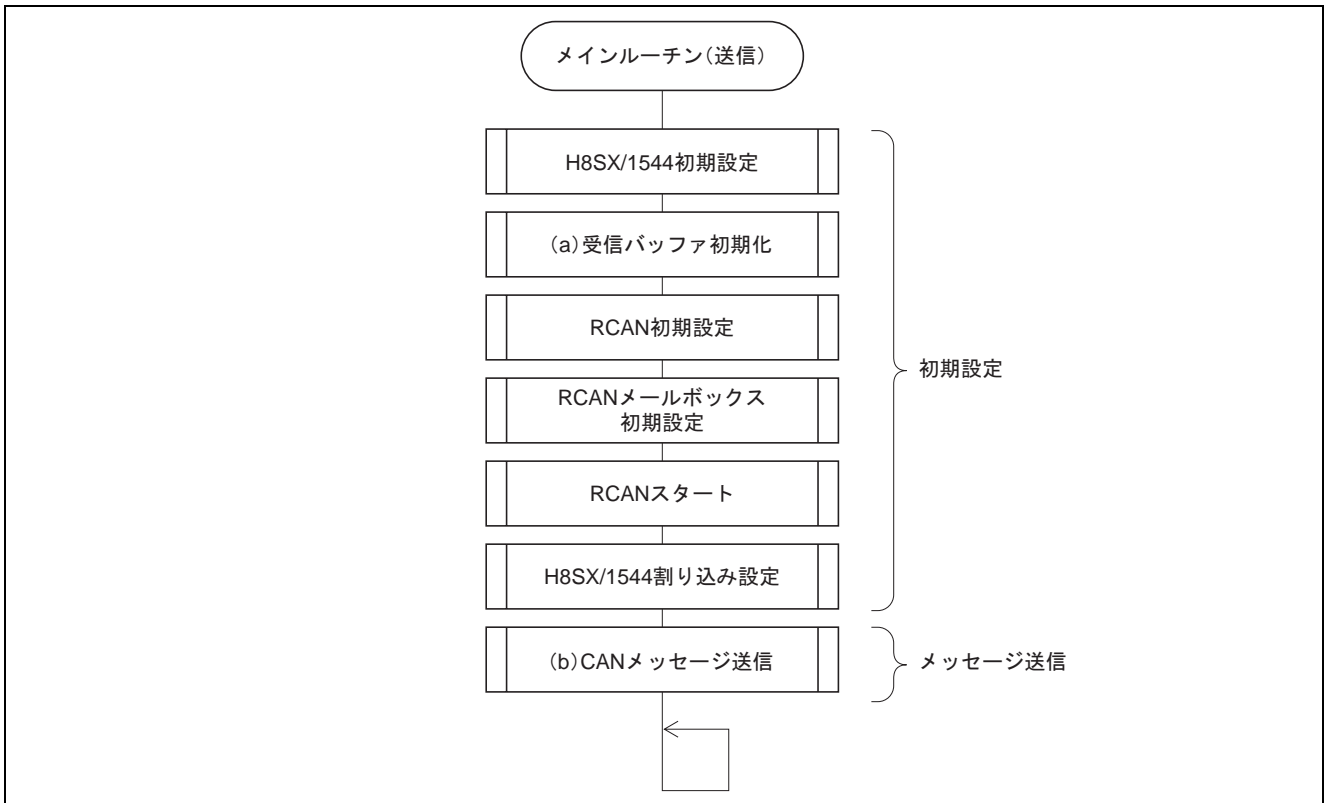 メインルーチン(送信)
H8SX/1544初期設定
(a)受信バッファ初期化
RCAN初期設定
RCANメールボックス
初期設定
RCANスタート
H8SX/1544割り込み設定
初期設定
(b)CANメッセージ送信
メッセージ送信